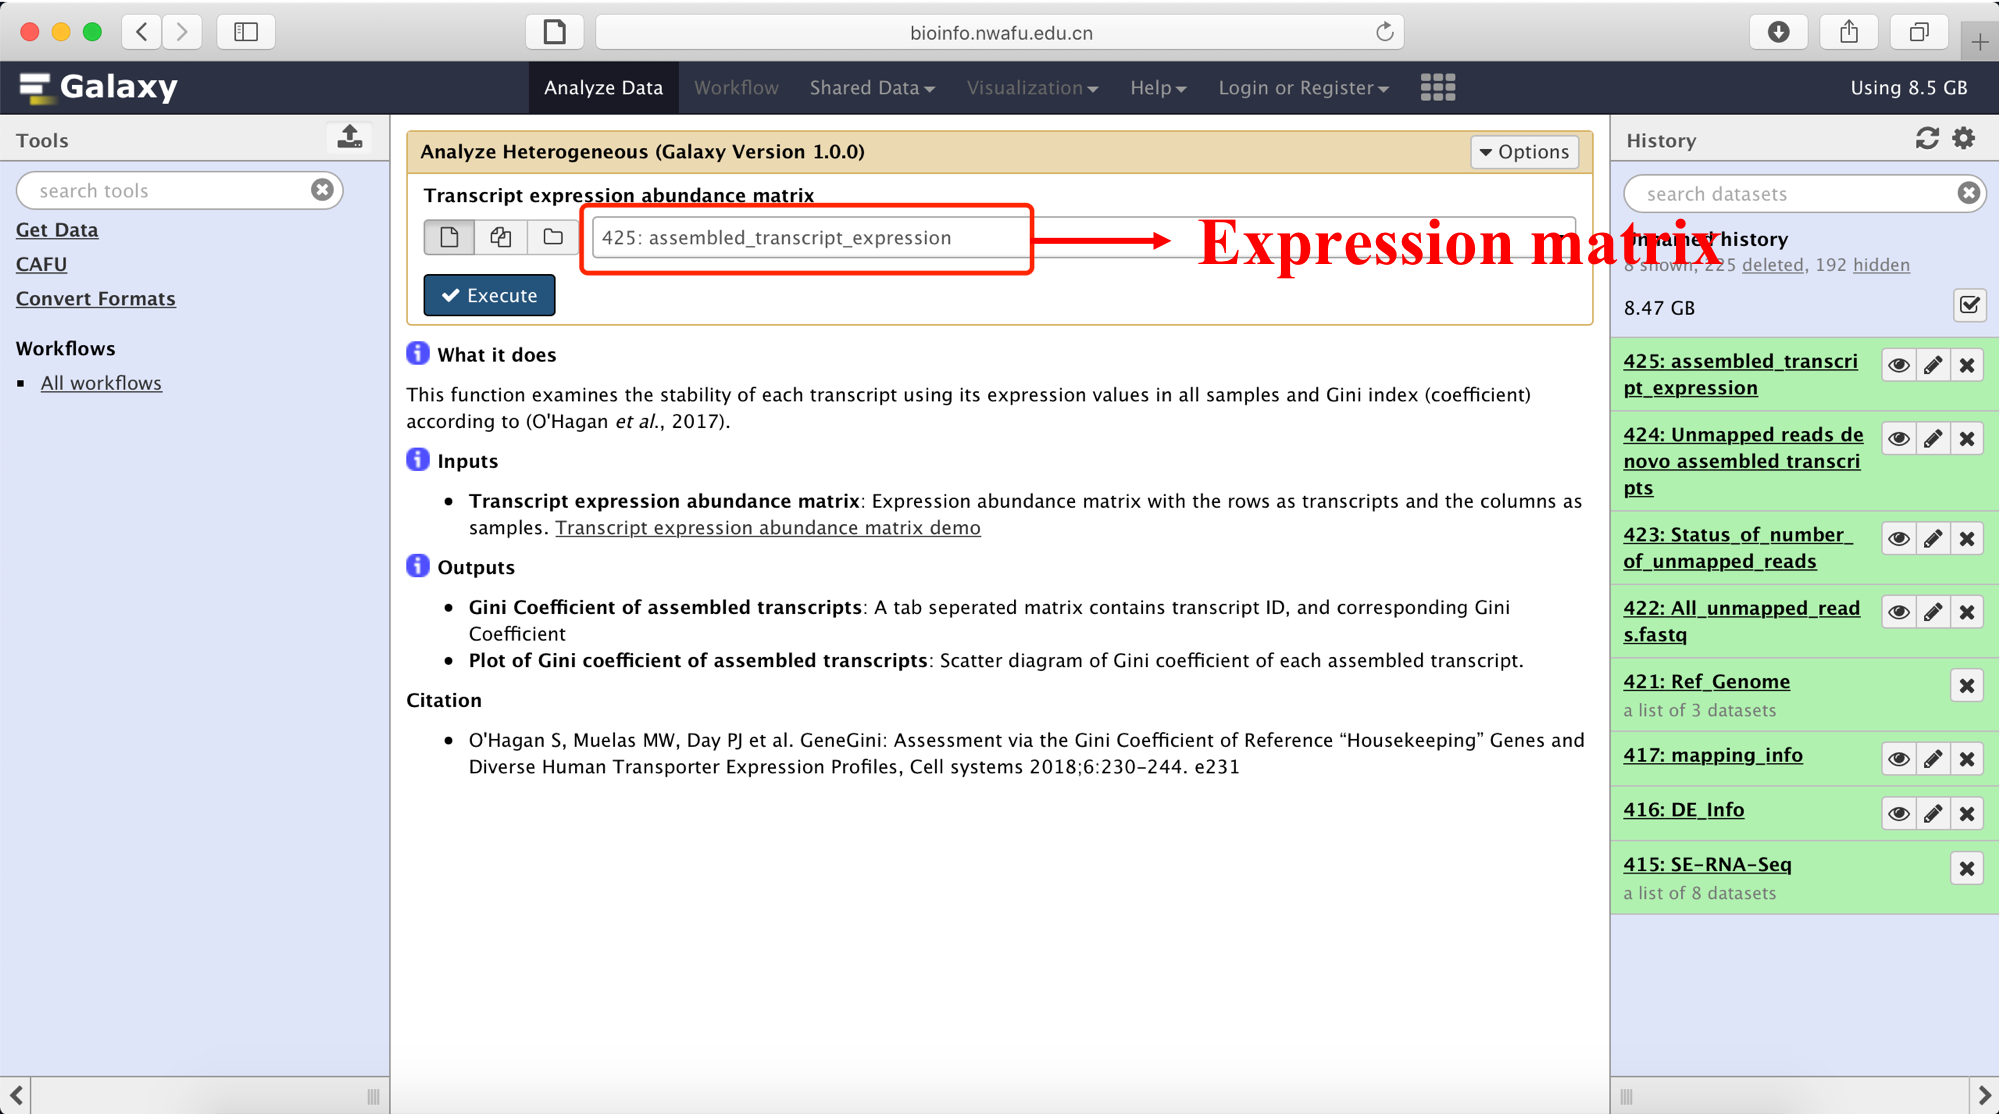 bioinfo.nwafu.edu.cn
Galaxy
Analyze Data
Workflow
Shared Data
Visualization
Help
Login or Register
Using 8.5 GB
Tools
search tools
Get Data
CAFU
Convert Formats
Workflows
All workflows
Analyze Heterogeneous (Galaxy Version 1.0.0)
Options
Transcript expression abundance matrix
425: assembled_transcript_expression
Expression matrix
Execute
What it does
This function examines the stability of each transcript using its expression values in all samples and Gini index (coefficient)
according to (O'Hagan et al., 2017).
Inputs
Transcript expression abundance matrix: Expression abundance matrix with the rows as transcripts and the columns as
samples. Transcript expression abundance matrix demo
Outputs
Gini Coefficient of assembled transcripts: A tab seperated matrix contains transcript ID, and corresponding Gini
Coefficient
Plot of Gini coefficient of assembled transcripts: Scatter diagram of Gini coefficient of each assembled transcript.
Citation
O'Hagan S, Muelas MW, Day PJ et al. GeneGini: Assessment via the Gini Coefficient of Reference “Housekeeping” Genes and
Diverse Human Transporter Expression Profiles, Cell systems 2018;6:230-244. e231
History
search datasets
Unnamed history
8 shown, 225 deleted, 192 hidden
8.47 GB
425: assembled_transcri
pt_expression
424: Unmapped reads de
novo assembled transcri
pts
423: Status_of_number_
of_unmapped_reads
422: All_unmapped_read
s.fastq
421: Ref_Genome
a list of 3 datasets
417: mapping_info
416: DE_Info
415: SE-RNA-Seq
a list of 8 datasets